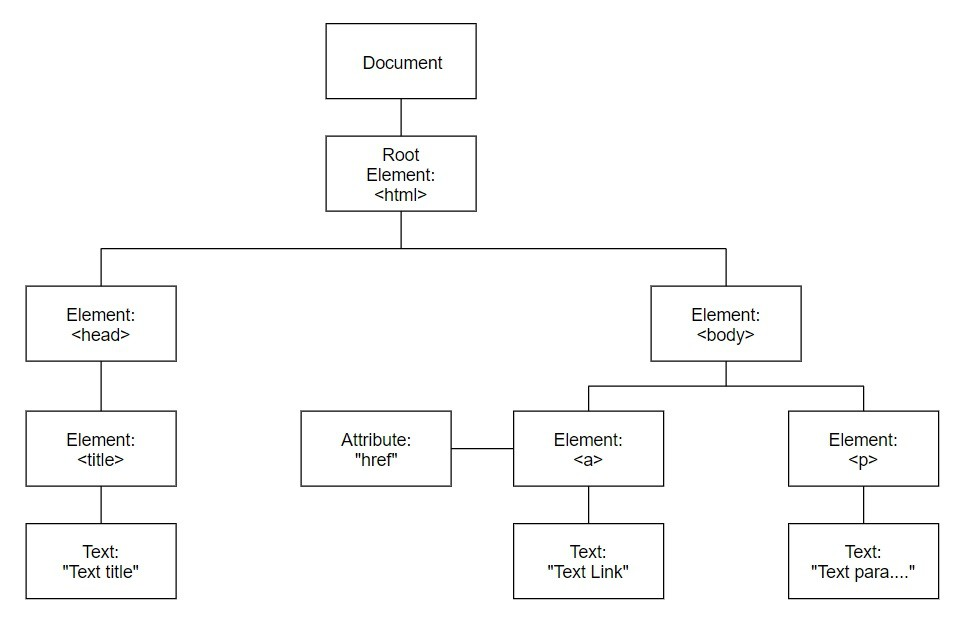 Document
Root
Element:
<html>
Element:
<head>
Element:
<body>
Element:
<title>
Attribute:
"href"
Element:
<a>
Element:
<p>
Text:
"Text title"
Text:
"Text Link"
Text:
"Text para...."